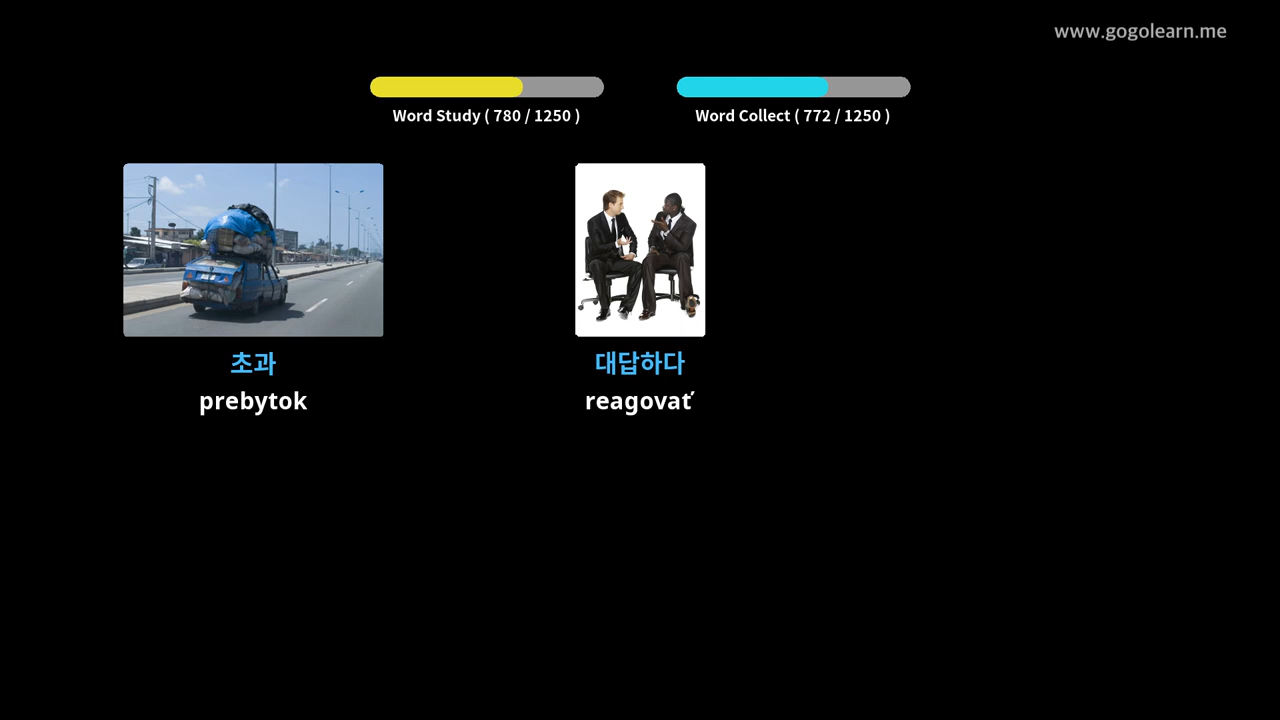 www.gogolearn.me
Word Study ( 780 / 1250 )
Word Collect ( 772 / 1250 )
초과
prebytok
대답하다
reagovať